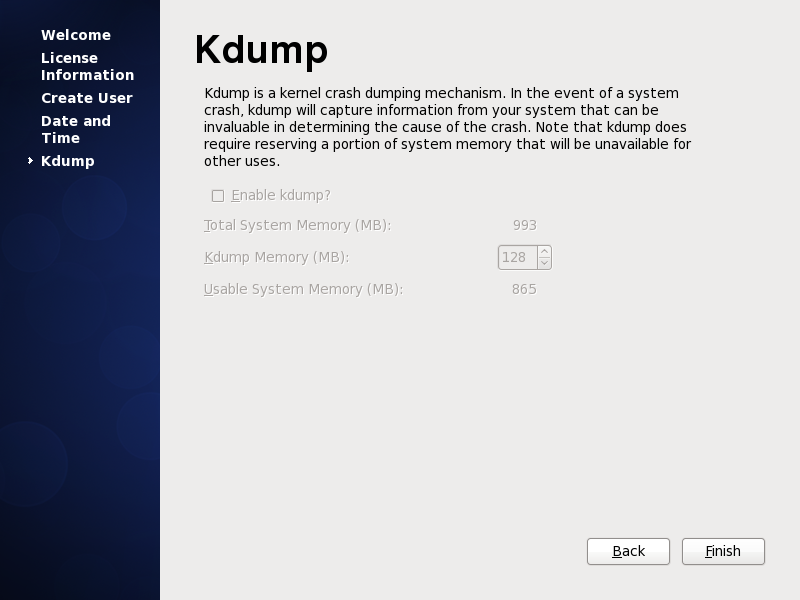 Welcome
License
Information
Create User
Date and
Time
Kdump
Kdump
Kdump is a kernel crash dumping mechanism. In the event of a system
crash, kdump will capture information from your system that can be
invaluable in determining the cause of the crash. Note that kdump does
require reserving a portion of system memory that will be unavailable for
other uses.
Enable kdump?
Total System Memory (MB): 993
Kdump Memory (MB): 128
Usable System Memory (MB): 865
Back Finish